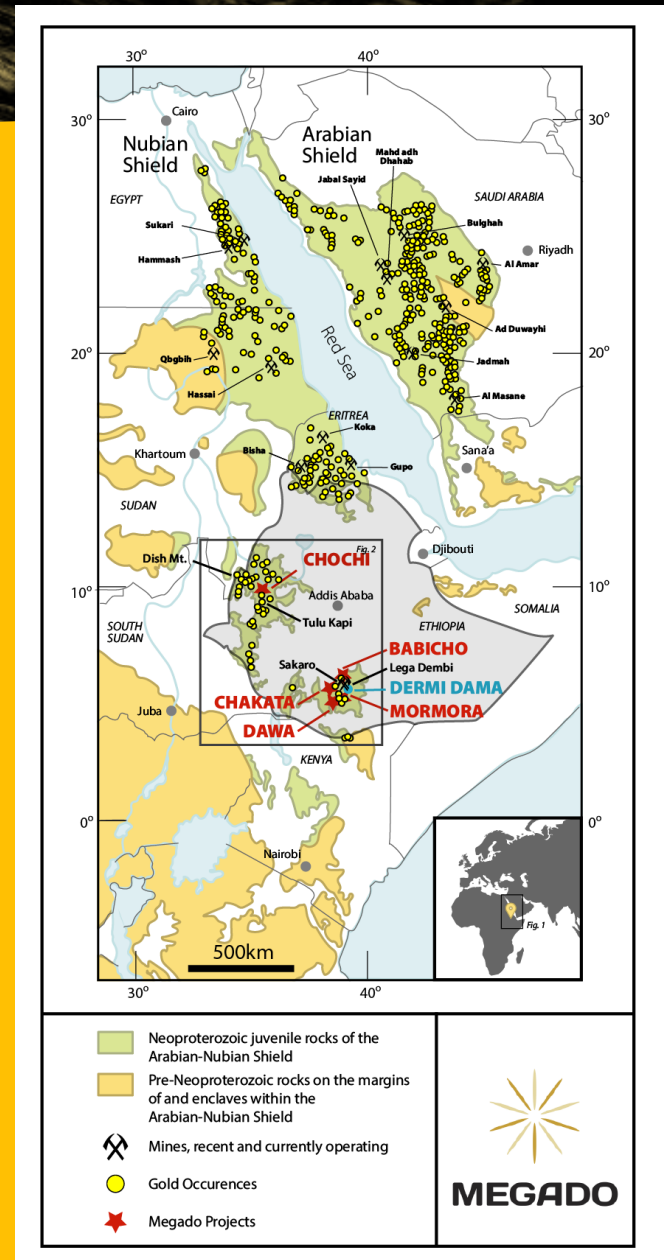 30°
40°
30°
30°
Cairo
Nubian
Shield
Arabian
Shield
Mahd adh
Dhahab
Jabal Sayid
EGYPT
SAUDI ARABIA
Sukari
Bulghah
Hammash
Riyadh
Al Amar
Red Sea
Ad Duwayhi
20°
20°
Qbgbih
Jadmah
Hassai
Al Masane
ERITREA
Koka
Khartoum
Bisha
Sana'a
Gupo
SUDAN
Fig. 2
Dish Mt.
CHOCHI
Djibouti
10°
10°
Addis Ababa
SOMALIA
SOUTH
SUDAN
Tulu Kapi
ETHIOPIA
BABICHO
Sakaro
Lega Dembi
DERMI DAMA
CHAKATA
MORMORA
Juba
DAWA
KENYA
0°
0°
Nairobi
Fig. 1
500km
30°
40°
Neoproterozoic juvenile rocks of the
Arabian-Nubian Shield
Pre-Neoproterozoic rocks on the margins
of and enclaves within the
Arabian-Nubian Shield
Mines, recent and currently operating
Gold Occurences
Megado Projects
MEGADO